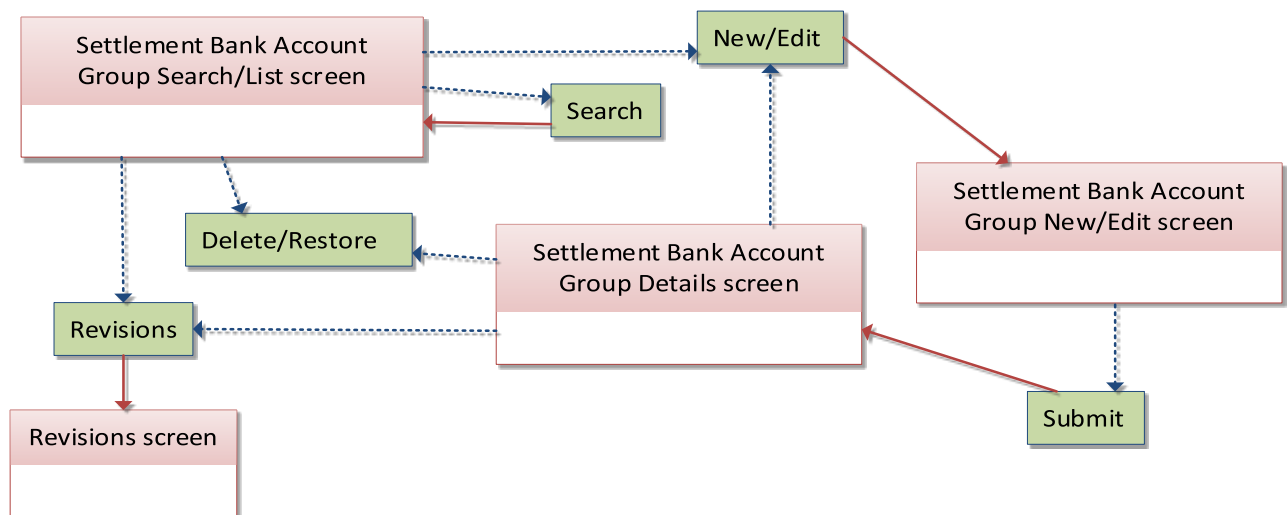 Settlement Bank Account
Group Search/List screen
New/Edit
Search
Settlement Bank Account
Group New/Edit screen
Delete/Restore
Settlement Bank Account
Group Details screen
Revisions
Submit
Revisions screen